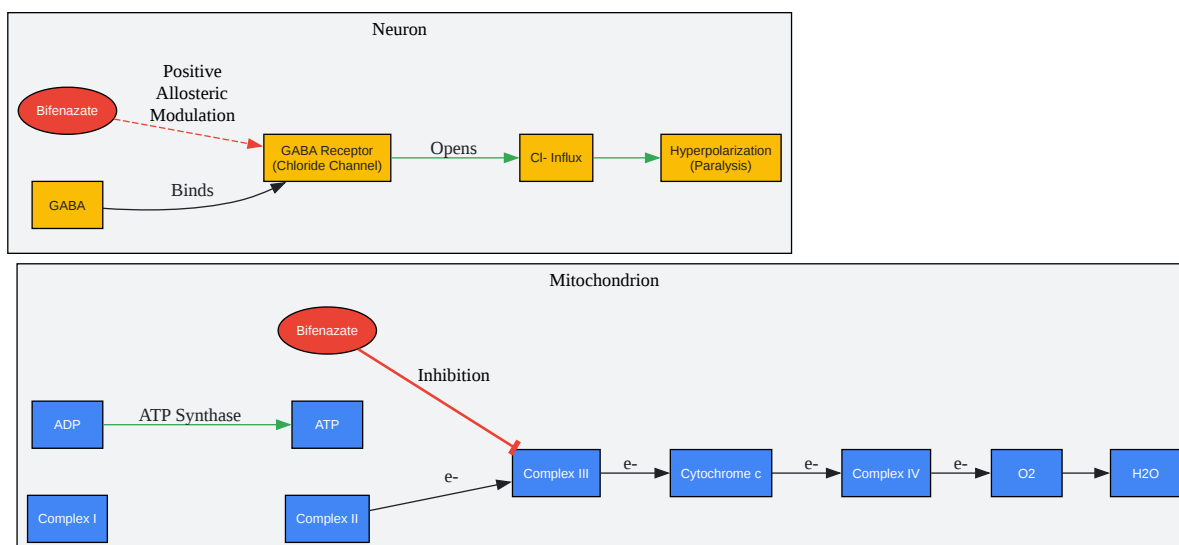 Neuron
Positive
Allosteric
Modulation
Bifenazate
GABA Receptor
(Chloride Channel)
Opens
Cl- Influx
Hyperpolarization
(Paralysis)
Binds
GABA
Mitochondrion
Bifenazate
Inhibition
ADP
ATP Synthase
ATP
Complex III
e-
Cytochrome c
e-
Complex IV
e-
O2
H2O
e-
Complex I
Complex II